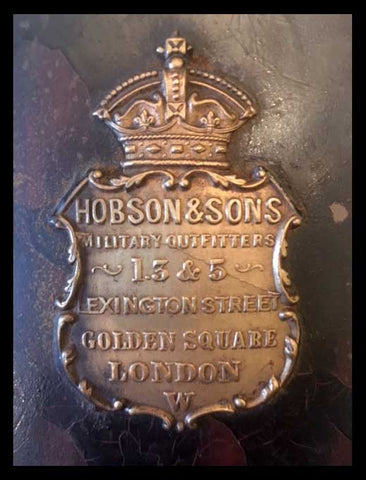 HOBSON & SONS
MILITARY OUTFITTERS
~ 1.3 & 5 ~
LEXINGTON STREET
GOLDEN SQUARE
LONDON
W